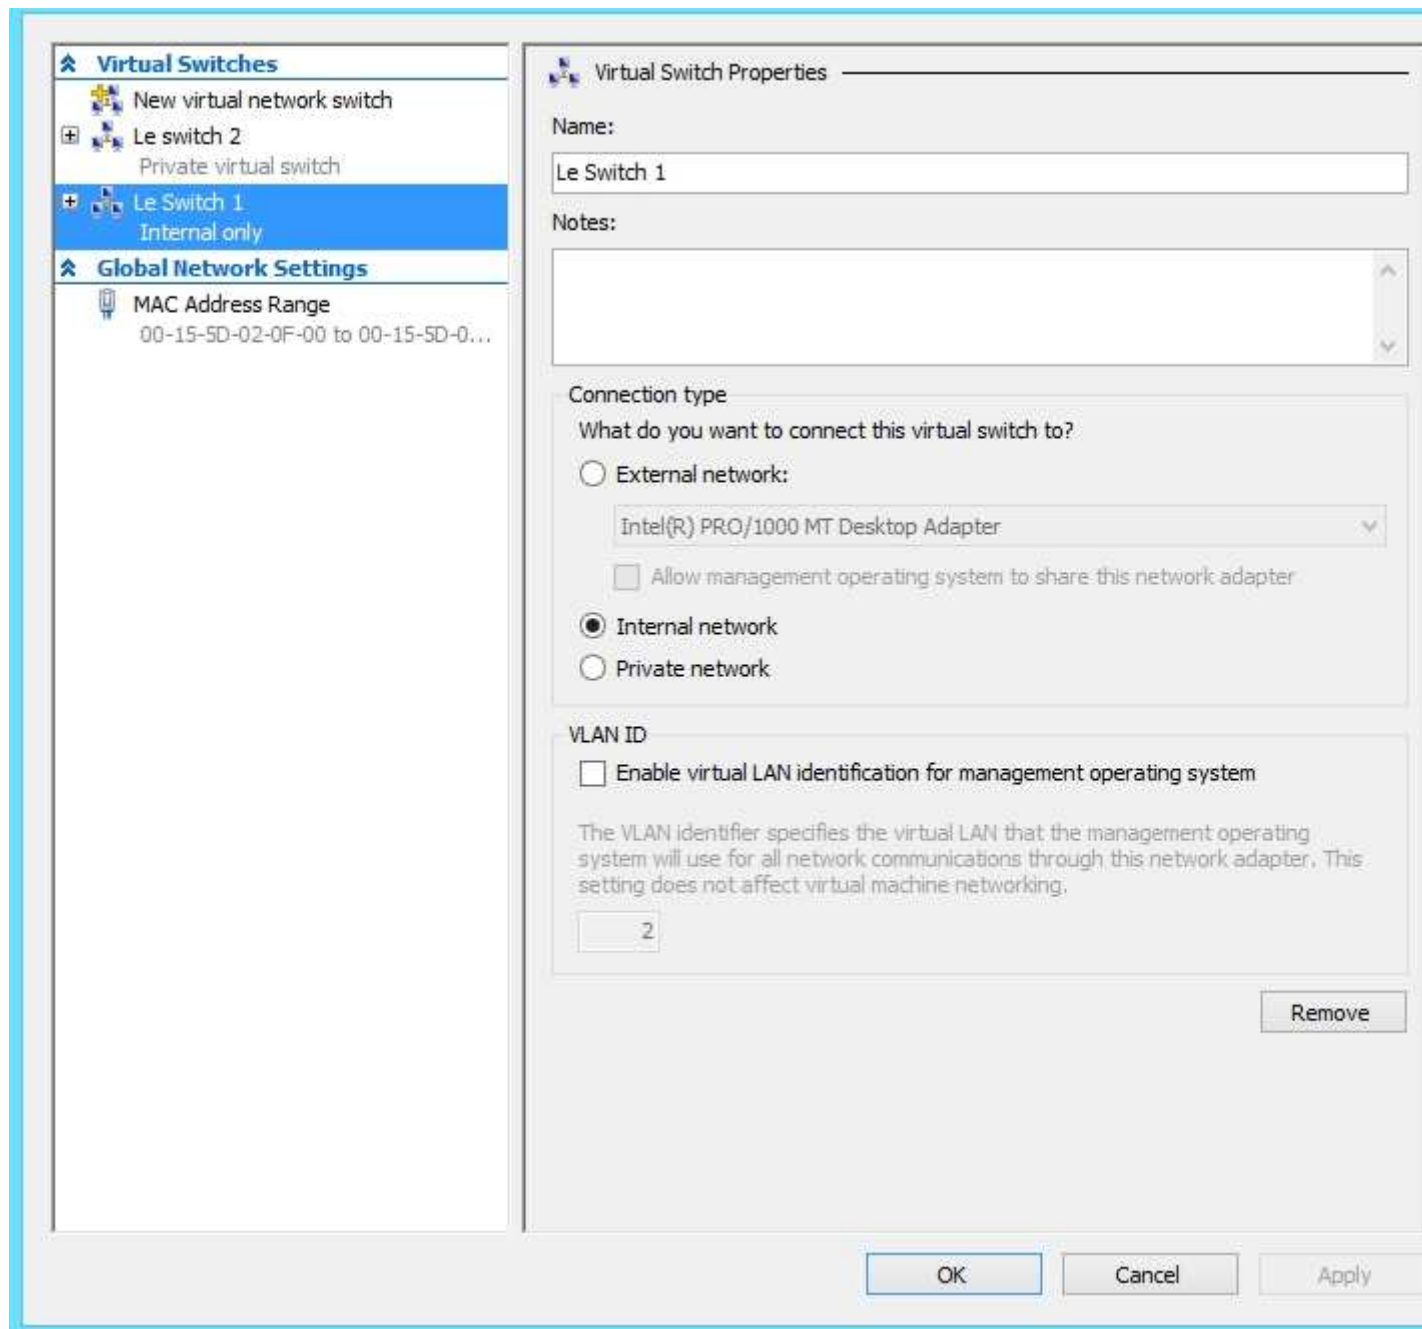 Virtual Switches
New virtual network switch
Le switch 2
Private virtual switch
Le Switch 1
Internal only
Global Network Settings
MAC Address Range
00-15-5D-02-0F-00 to 00-15-5D-0...
Virtual Switch Properties
Name:
Le Switch 1
Notes:
Connection type
What do you want to connect this virtual switch to?
External network:
Intel(R) PRO/1000 MT Desktop Adapter
Allow management operating system to share this network adapter
Internal network
Private network
VLAN ID
Enable virtual LAN identification for management operating system
The VLAN identifier specifies the virtual LAN that the management operating
system will use for all network communications through this network adapter. This
setting does not affect virtual machine networking.
2
Remove
OK
Cancel
Apply